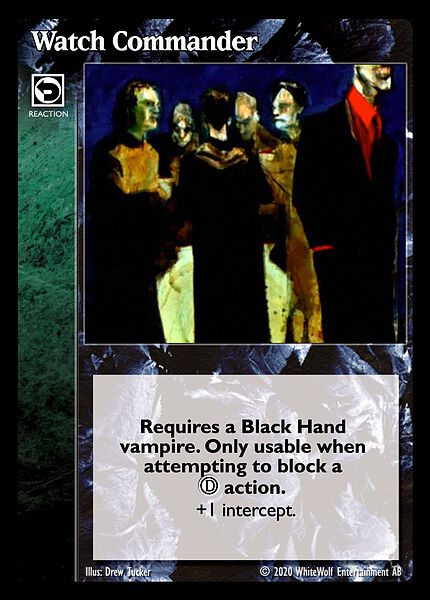 Watch Commander
REACTION
Requires a Black Hand
vampire. Only usable when
attempting to block a
Ⓓ action.
+1 intercept.
Illus: Drew Tucker
© 2020 WhiteWolf Entertainment AB